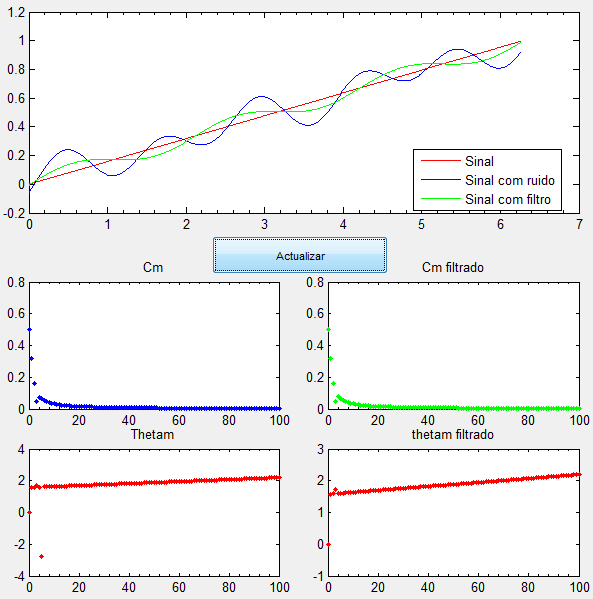 1.2
1
0.8
0.6
0.4
0.2
0
-0.2
Sinal
Sinal com ruido
Sinal com filtro
0 1 2 3 4 5 6 7
Actualizar
Cm
Cm filtrado
0.8 0.8
0.6 0.6
0.4 0.4
0.2 0.2
0 0
0 20 40 60 80 100 0 20 40 60 80 100
Thetam
thetam filtrado
4 3
2 2
0 1
-2 0
-4 -1
0 20 40 60 80 100 0 20 40 60 80 100